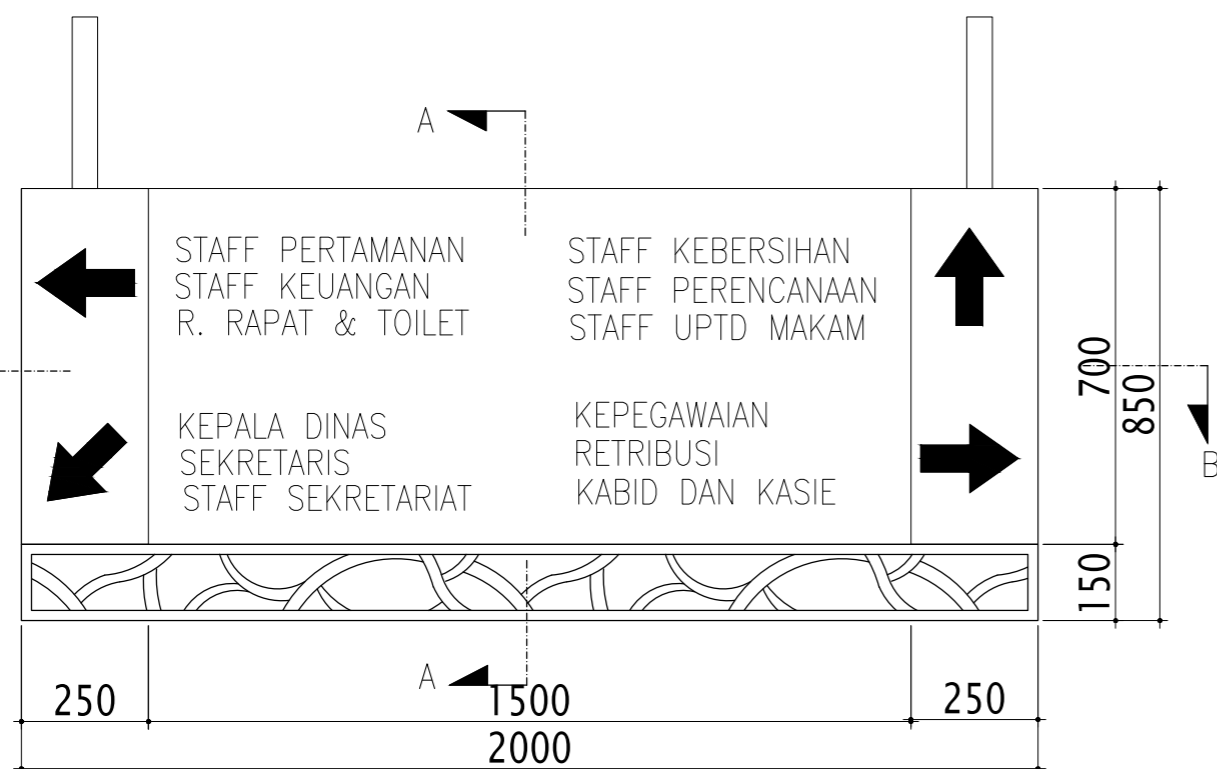 A
STAFF PERTAMANAN
STAFF KEUANGAN
R. RAPAT & TOILET
STAFF KEBERSIHAN
STAFF PERENCANAAN
STAFF UPTD MAKAM
KEPALA DINAS
SEKRETARIS
STAFF SEKRETARIAT
KEPEGAWAIAN
RETRIBUSI
KABID DAN KASIE
700
850
B
150
A
250
1500
250
2000